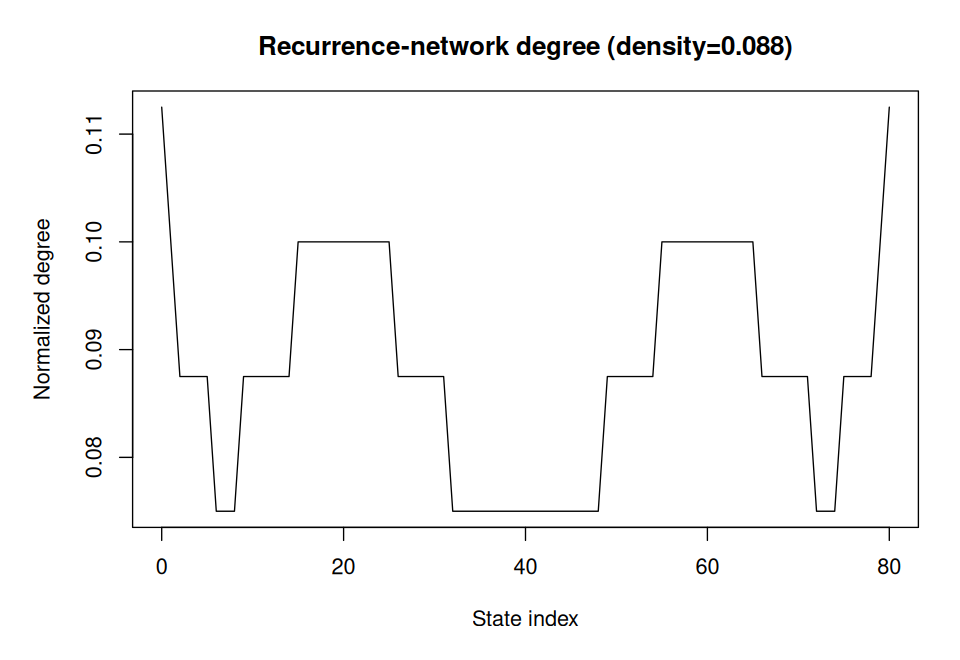 Recurrence-network degree (density=0.088)
Normalized degree
0.11
0.10
0.09
0.08
0 20 40 60 80
State index